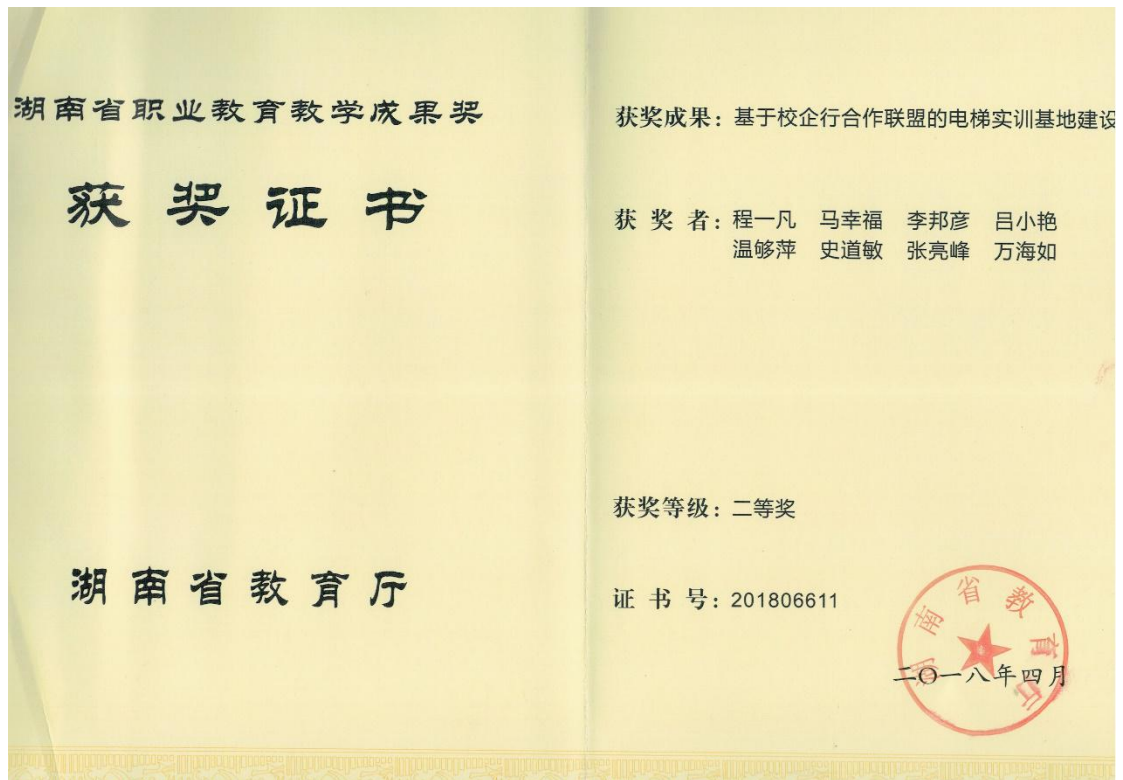 湖南省职业教育教学成果奖
获奖证书
湖南省教育厅
获奖成果：基于校企行合作联盟的电梯实训基地建设
获奖者：程一凡 马幸福 李邦彦 吕小艳
温够萍 史道敏 张亮峰 万海如
获奖等级：二等奖
证书号：201806611
湖南省教育厅
二〇一八年四月